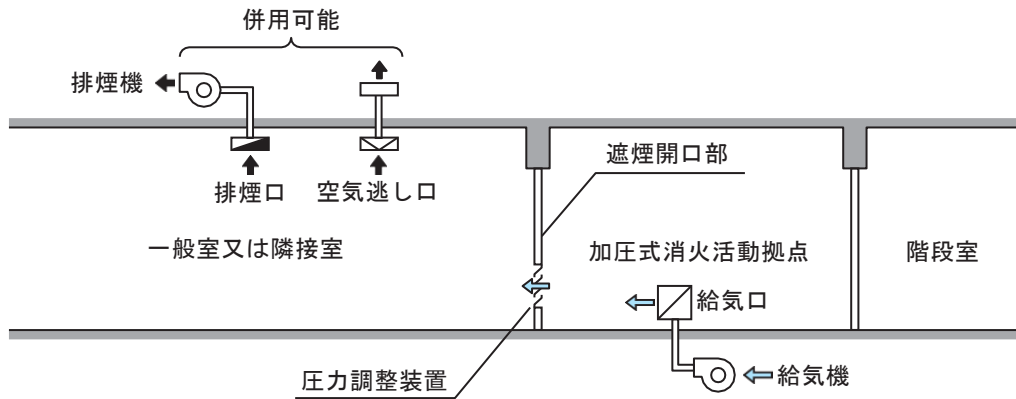 併用可能
排煙機
排煙口
空気逃し口
遮煙開口部
一般室又は隣接室
加圧式消火活動拠点
階段室
給気口
圧力調整装置
給気機